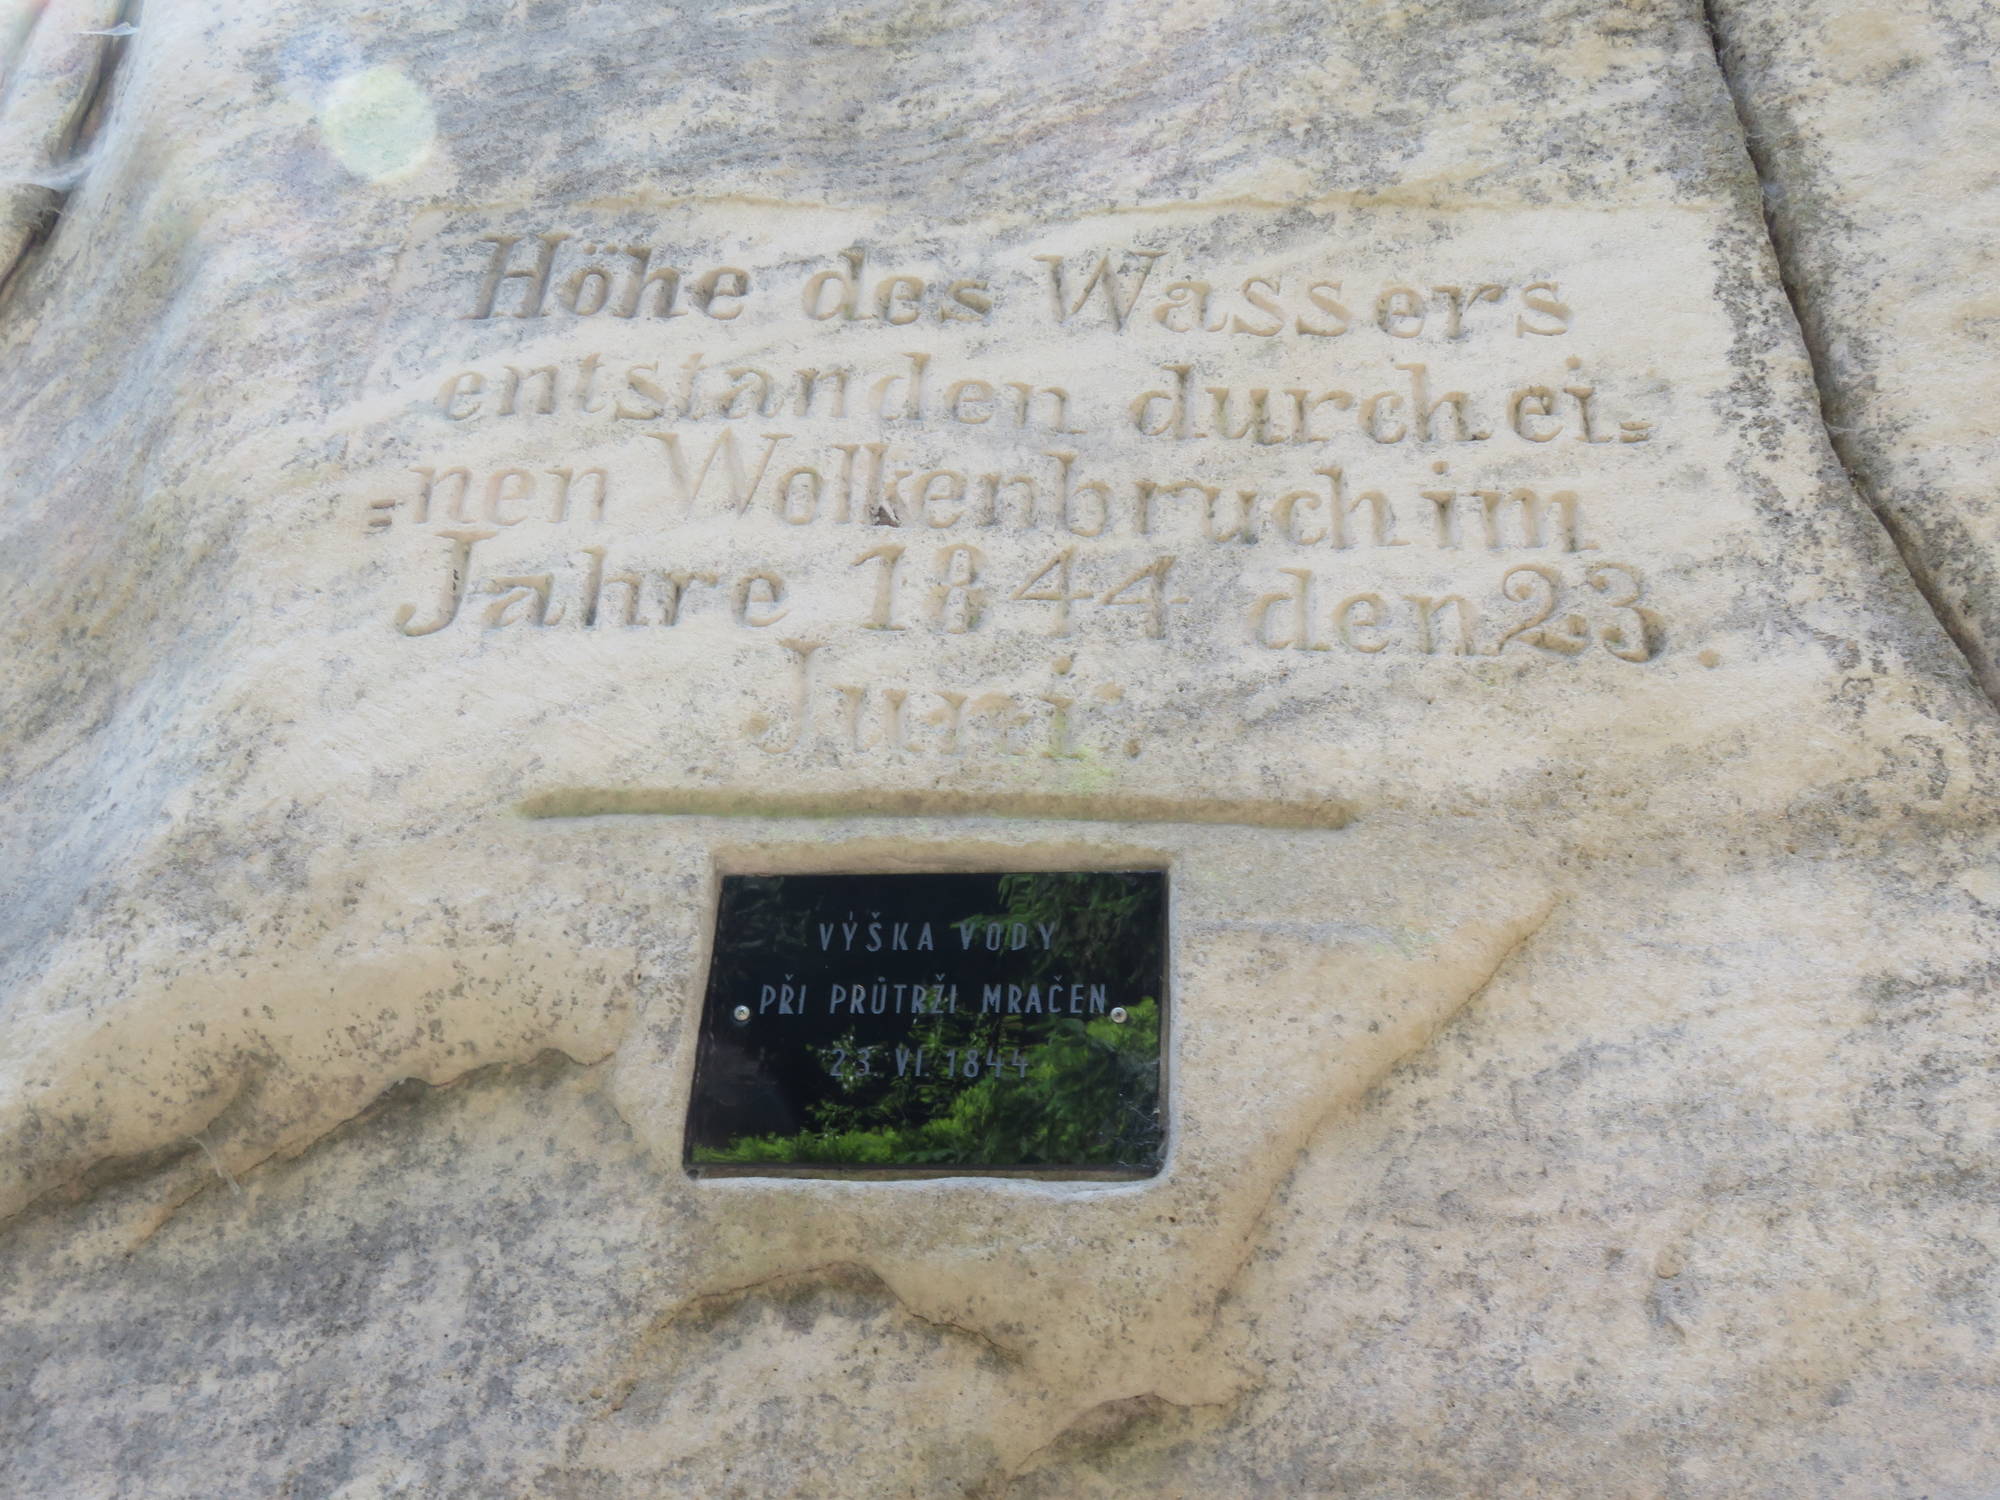 Höhe des Wassers
entstanden durch ei=
=nen Wolkenbruch im
Jahre 1844 den 23.
Juni.
VÝŠKA VODY
PŘI PRŮTRŽI MRAČEN
23. VI. 1844